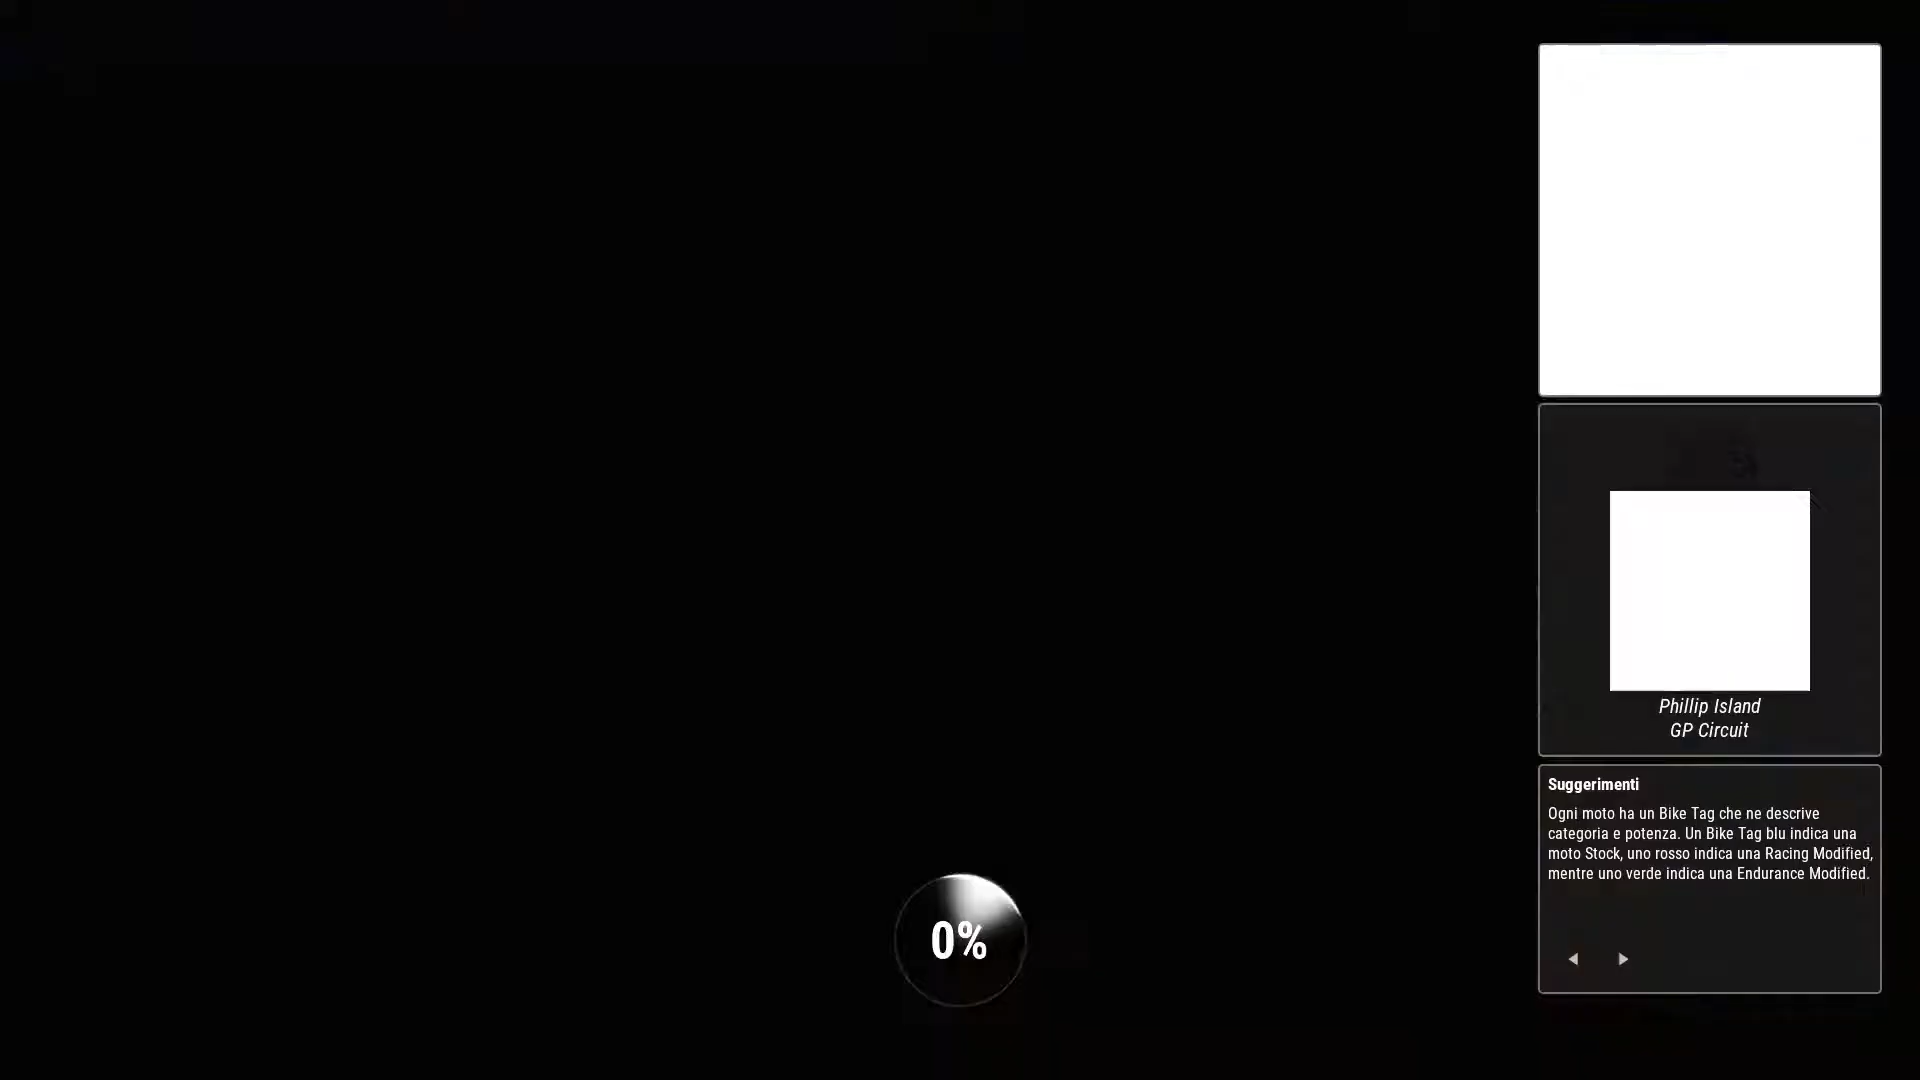 Phillip Island
GP Circuit
Suggerimenti
Ogni moto ha un Bike Tag che ne descrive
categoria e potenza. Un Bike Tag blu indica una
moto Stock, uno rosso indica una Racing Modified,
mentre uno verde indica una Endurance Modified.
0%